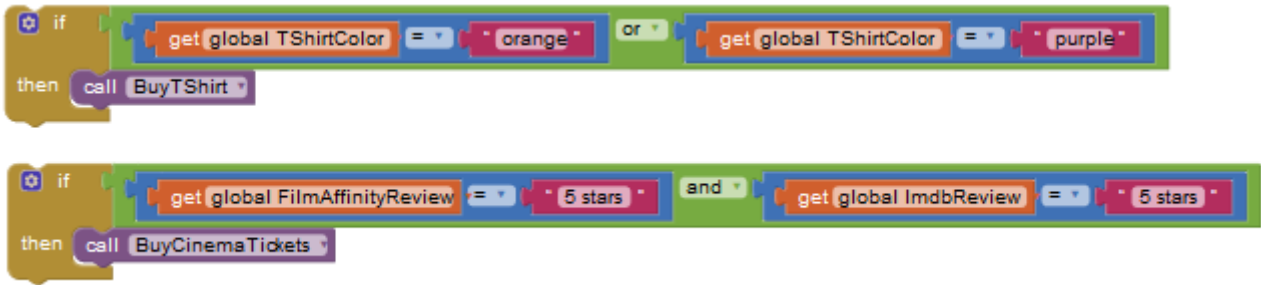 if get global TShirtColor = " orange " or get global TShirtColor = " purple "
then call BuyTShirt
if get global FilmAffinityReview = " 5 stars " and get global ImdbReview = " 5 stars "
then call BuyCinemaTickets